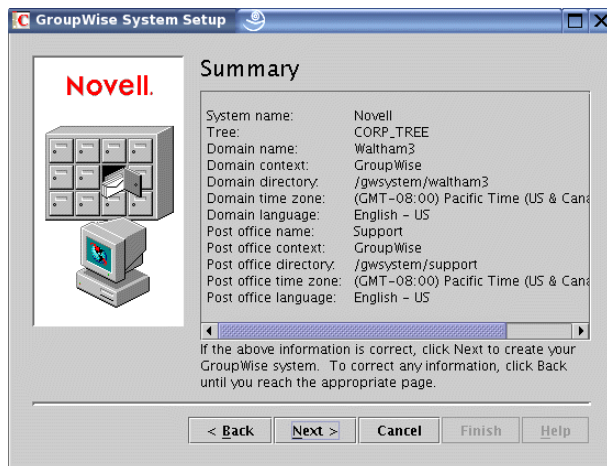 GroupWise System Setup
Novell.
Summary
System name: Novell
Tree: CORP_TREE
Domain name: Waltham3
Domain context: GroupWise
Domain directory: /gwsystem/waltham3
Domain time zone: (GMT-08:00) Pacific Time (US & Cana
Domain language: English - US
Post office name: Support
Post office context: GroupWise
Post office directory: /gwsystem/support
Post office time zone: (GMT-08:00) Pacific Time (US & Cana
Post office language: English - US
If the above information is correct, click Next to create your
GroupWise system. To correct any information, click Back
until you reach the appropriate page.
< Back Next > Cancel Finish Help